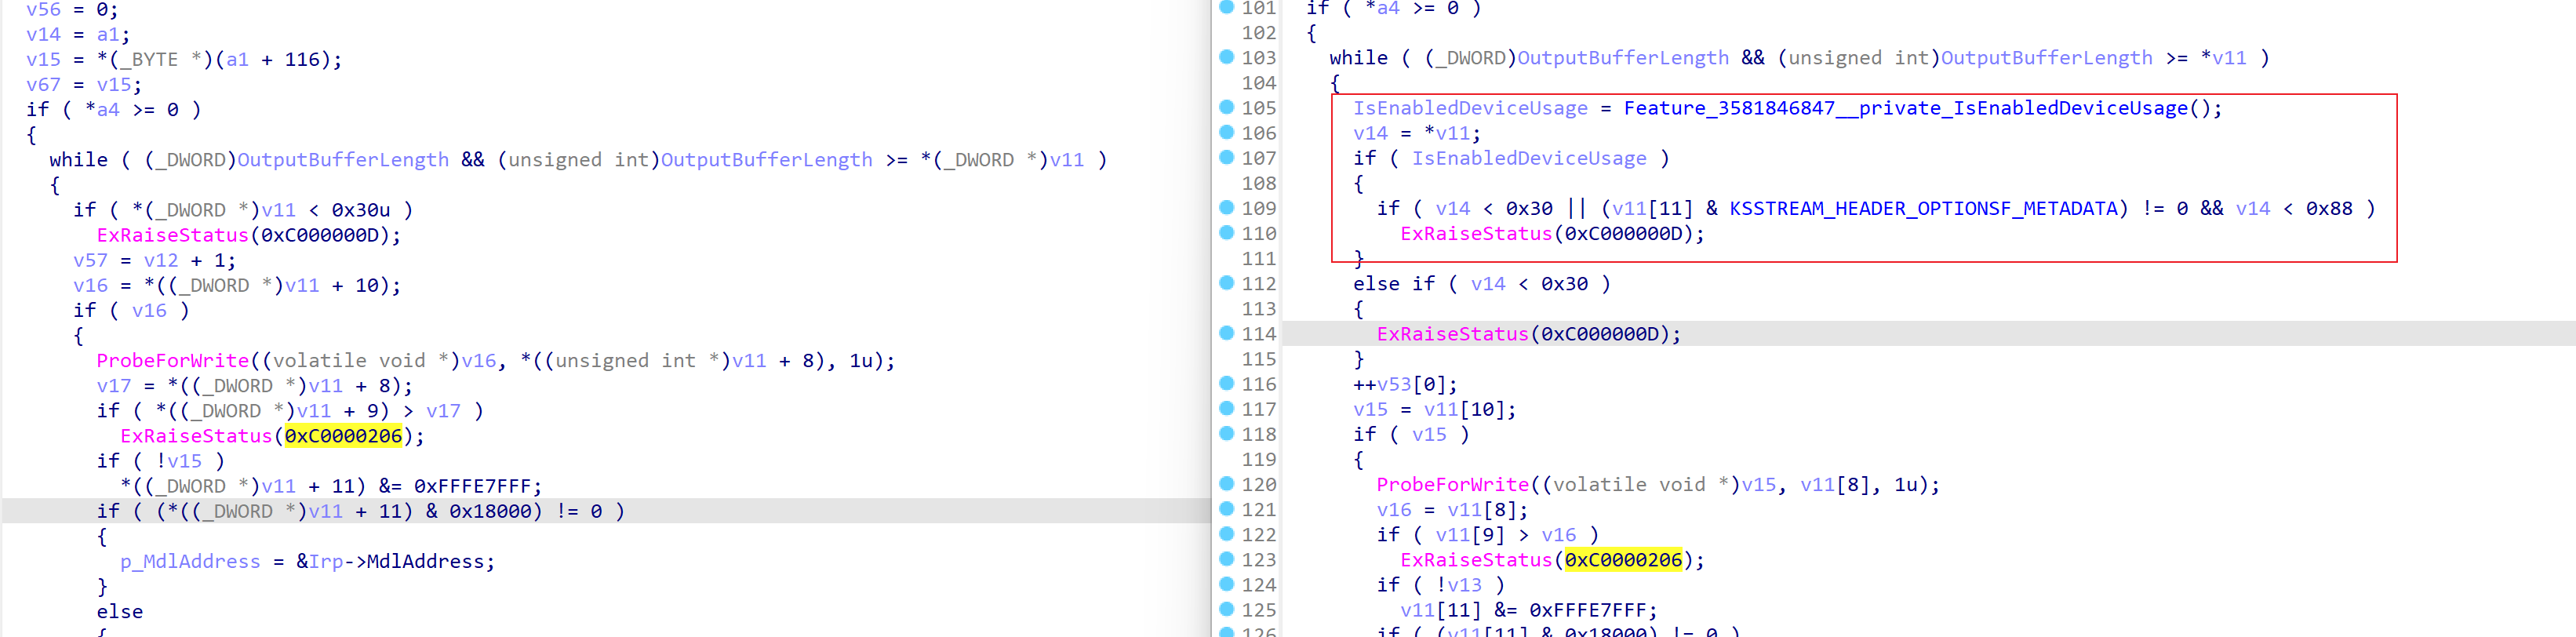 v56 = 0;
v14 = a1;
v15 = *(_BYTE *)(a1 + 116);
v67 = v15;
if ( *a4 >= 0 )
{
while ( (_DWORD)OutputBufferLength && (unsigned int)OutputBufferLength >= *(_DWORD *)v11 )
{
if ( *(_DWORD *)v11 < 0x30u )
ExRaiseStatus(0xC000000D);
v57 = v12 + 1;
v16 = *((_DWORD *)v11 + 10);
if ( v16 )
{
ProbeForWrite((volatile void *)v16, *((unsigned int *)v11 + 8), 1u);
v17 = *((_DWORD *)v11 + 8);
if ( *((_DWORD *)v11 + 9) > v17 )
ExRaiseStatus(0xC0000206);
if ( !v15 )
*((_DWORD *)v11 + 11) &= 0xFFFE7FFF;
if ( (*((_DWORD *)v11 + 11) & 0x18000) != 0 )
{
p_MdlAddress = &Irp->MdlAddress;
}
else
{
101 if ( *a4 >= 0 )
102 {
103 while ( (_DWORD)OutputBufferLength && (unsigned int)OutputBufferLength >= *v11 )
104 {
105 IsEnabledDeviceUsage = Feature_3581846847__private_IsEnabledDeviceUsage();
106 v14 = *v11;
107 if ( IsEnabledDeviceUsage )
108 {
109 if ( v14 < 0x30 || (v11[11] & KSSTREAM_HEADER_OPTIONSF_METADATA) != 0 && v14 < 0x88 )
110 ExRaiseStatus(0xC000000D);
111 }
112 else if ( v14 < 0x30 )
113 {
114 ExRaiseStatus(0xC000000D);
115 }
116 ++v53[0];
117 v15 = v11[10];
118 if ( v15 )
119 {
120 ProbeForWrite((volatile void *)v15, v11[8], 1u);
121 v16 = v11[8];
122 if ( v11[9] > v16 )
123 ExRaiseStatus(0xC0000206);
124 if ( !v13 )
125 v11[11] &= 0xFFFE7FFF;
126 if ( (v11[11] & 0x18000) != 0 )